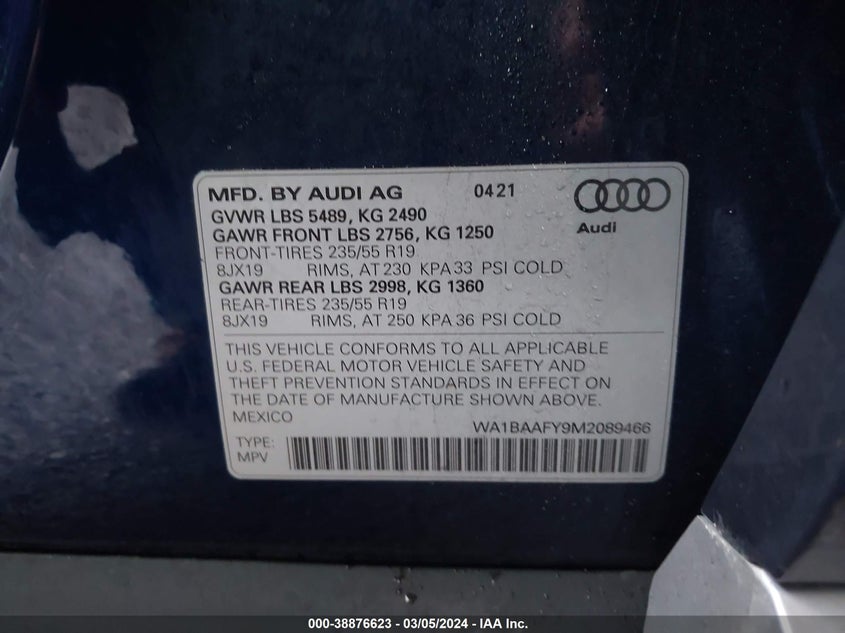 MFD. BY AUDI AG 0421
GVWR LBS 5489, KG 2490
GAWR FRONT LBS 2756, KG 1250
Audi
FRONT-TIRES 235/55 R19
8JX19 RIMS, AT 230 KPA 33 PSI COLD
GAWR REAR LBS 2998, KG 1360
REAR-TIRES 235/55 R19
8JX19 RIMS, AT 250 KPA 36 PSI COLD
THIS VEHICLE CONFORMS TO ALL APPLICABLE
U.S. FEDERAL MOTOR VEHICLE SAFETY AND
THEFT PREVENTION STANDARDS IN EFFECT ON
THE DATE OF MANUFACTURE SHOWN ABOVE.
MEXICO
WA1BAAFY9M2089466
TYPE:
MPV
000-38876623 - 03/05/2024 - IAA Inc.